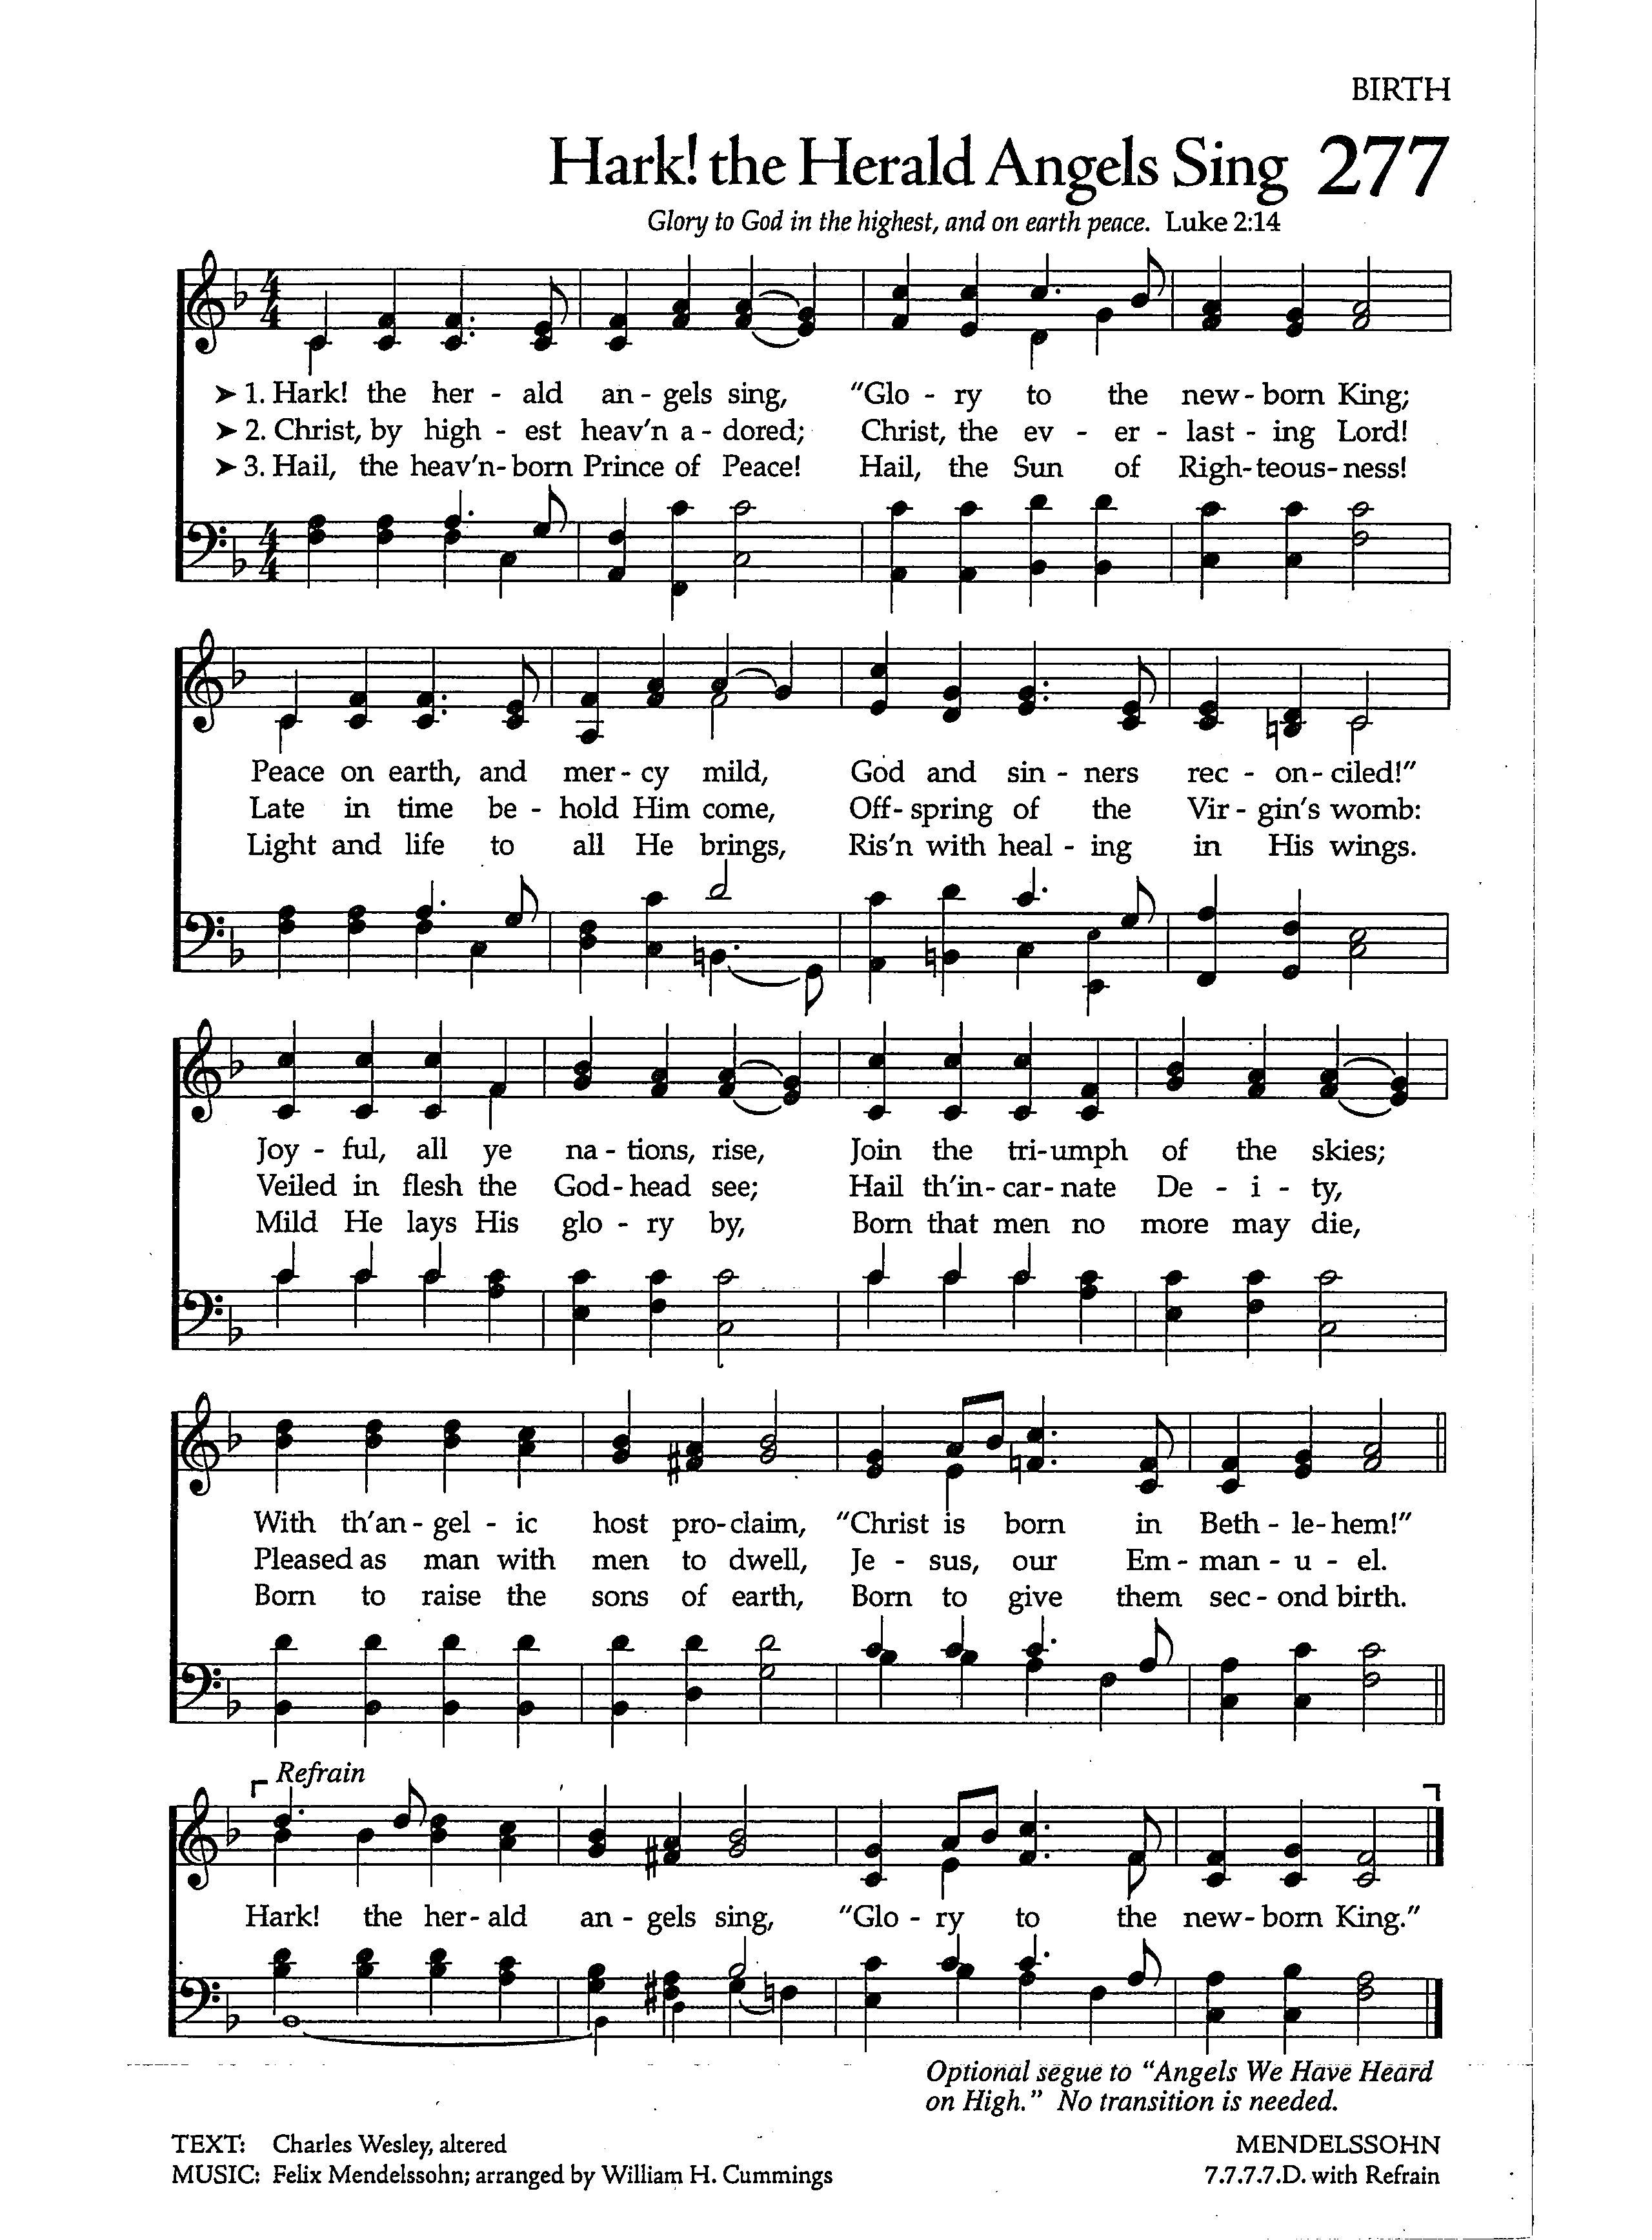 BIRTH
Hark! the Herald Angels Sing 277
Glory to God in the highest, and on earth peace. Luke 2:14
➤ 1. Hark! the her - ald an - gels sing, "Glo - ry to the new - born King;
➤ 2. Christ, by high - est heav'n a - dored; Christ, the ev - er - last - ing Lord!
➤ 3. Hail, the heav'n - born Prince of Peace! Hail, the Sun of Righ - teous - ness!
Peace on earth, and mer - cy mild, God and sin - ners rec - on - ciled!"
Late in time be - hold Him come, Off - spring of the Vir - gin's womb:
Light and life to all He brings, Ris'n with heal - ing in His wings.
Joy - ful, all ye na - tions, rise, Join the tri - umph of the skies;
Veiled in flesh the God - head see; Hail th'in - car - nate De - i - ty,
Mild He lays His glo - ry by, Born that men no more may die,
With th'an - gel - ic host pro - claim, "Christ is born in Beth - le - hem!"
Pleased as man with men to dwell, Je - sus, our Em - man - u - el.
Born to raise the sons of earth, Born to give them sec - ond birth.
Refrain
Hark! the her - ald an - gels sing, "Glo - ry to the new - born King."
Optional segue to "Angels We Have Heard
on High." No transition is needed.
TEXT: Charles Wesley, altered
MUSIC: Felix Mendelssohn; arranged by William H. Cummings
MENDELSSOHN
7.7.7.7.D. with Refrain